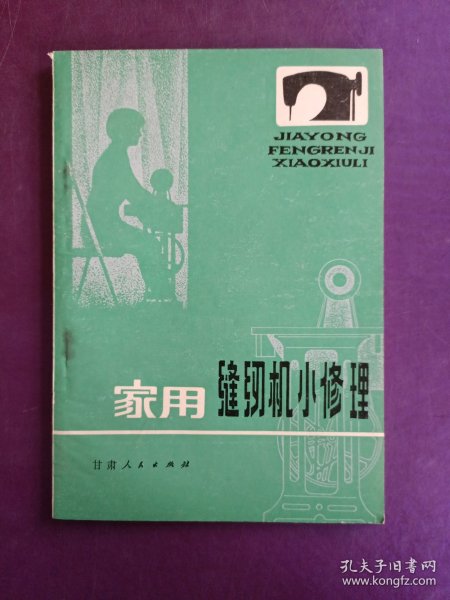 JIAYONG
FENGRENJI
XIAOXIULI
家用缝纫机小修理
甘肃人民出版社
孔夫子旧书网
www.kongfz.com